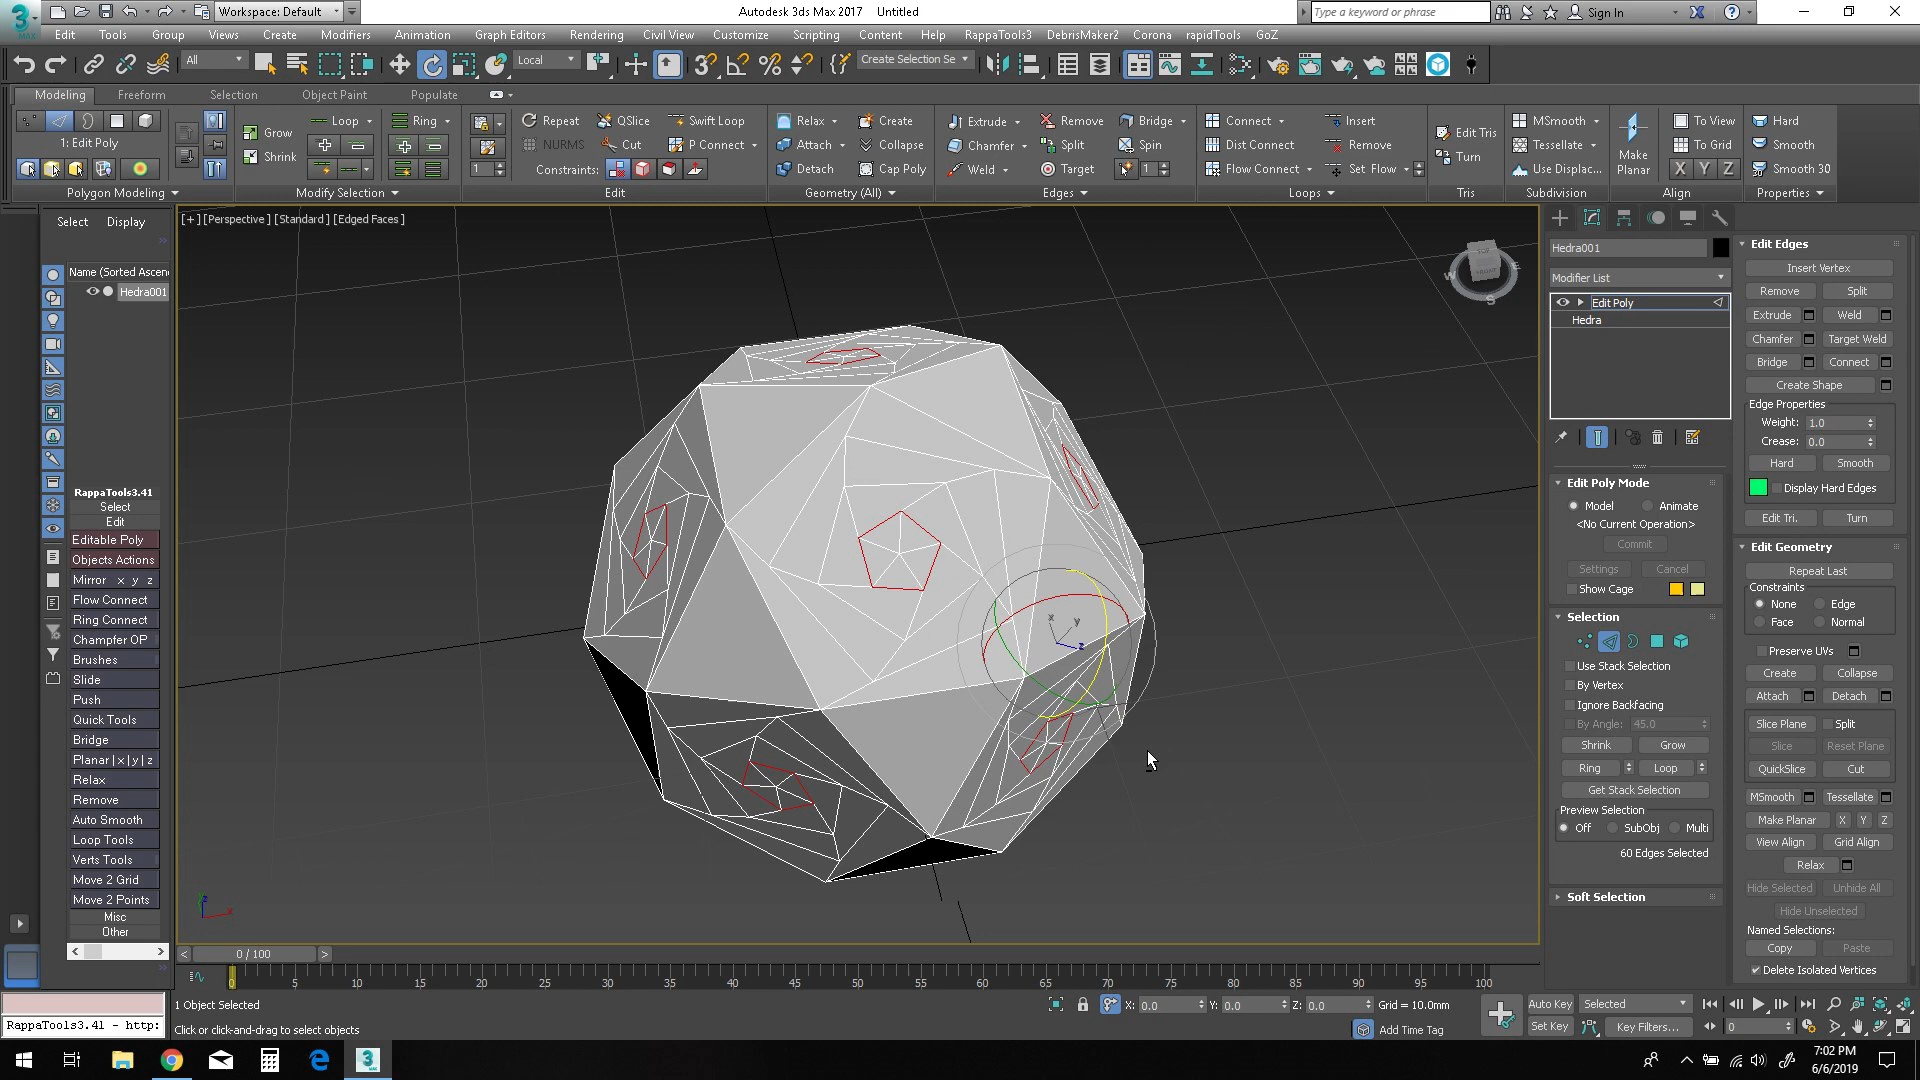 Workspace: Default
Autodesk 3ds Max 2017 Untitled
Type a keyword or phrase
Sign In
MAX
Edit Tools Group Views Create Modifiers Animation Graph Editors Rendering Civil View Customize Scripting Content Help RappaTools3 DebrisMaker2 Corona rapidTools GoZ
All
Local
Create Selection Se
Modeling Freeform Selection Object Paint Populate
1: Edit Poly
Polygon Modeling
Grow
Shrink
Loop
Ring
1
Modify Selection
Repeat QSlice Swift Loop
NURMS Cut P Connect
Constraints:
Edit
Relax Create
Attach Collapse
Detach Cap Poly
Geometry (All)
Extrude Remove Bridge
Chamfer Split Spin
Weld Target 1
Edges
Connect Insert
Dist Connect Remove
Flow Connect Set Flow
Loops
Edit Tris
Turn
Tris
MSmooth
Tessellate
Use Displac...
Subdivision
Make
Planar
To View
To Grid
X Y Z
Align
Hard
Smooth
Smooth 30
Properties
Select Display
Name (Sorted Ascen
Hedra001
RappaTools3.41
Select
Edit
Editable Poly
Objects Actions
Mirror x y z
Flow Connect
Ring Connect
Champfer OP
Brushes
Slide
Push
Quick Tools
Bridge
Planar|x|y|z
Relax
Remove
Auto Smooth
Loop Tools
Verts Tools
Move 2 Grid
Move 2 Points
Misc
Other
[+] [Perspective ] [Standard ] [Edged Faces ]
TOP
FRONT
W
E
S
x
y
z
Hedra001
Modifier List
Edit Poly
Hedra
Edit Poly Mode
Model Animate
<No Current Operation>
Commit
Settings Cancel
Show Cage
Selection
Use Stack Selection
By Vertex
Ignore Backfacing
By Angle: 45.0
Shrink Grow
Ring Loop
Get Stack Selection
Preview Selection
Off SubObj Multi
60 Edges Selected
Soft Selection
Edit Edges
Insert Vertex
Remove Split
Extrude Weld
Chamfer Target Weld
Bridge Connect
Create Shape
Edge Properties
Weight: 1.0
Crease: 0.0
Hard Smooth
Display Hard Edges
Edit Tri. Turn
Edit Geometry
Repeat Last
Constraints
None Edge
Face Normal
Preserve UVs
Create Collapse
Attach Detach
Slice Plane Split
Slice Reset Plane
QuickSlice Cut
MSmooth Tessellate
Make Planar X Y Z
View Align Grid Align
Relax
Hide Selected Unhide All
Hide Unselected
Named Selections:
Copy Paste
Delete Isolated Vertices
0 / 100
0 5 10 15 20 25 30 35 40 45 50 55 60 65 70 75 80 85 90 95 100
1 Object Selected
X: 0.0 Y: 0.0 Z: 0.0 Grid = 10.0mm
Auto Key Selected
RappaTools3.41 - http:
Click or click-and-drag to select objects
Add Time Tag
Set Key Key Filters...
0
7:02 PM
6/6/2019